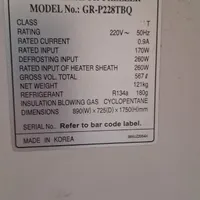 MODEL No.: GR-P228TBQ
CLASS T
RATING 220V~ 50Hz
RATED CURRENT 0.9A
RATED INPUT 170W
DEFROSTING INPUT 260W
RATED INPUT OF HEATER SHEATH 260W
GROSS VOL. 567ℓ
NET WEIGHT 121kg
REFRIGERANT R134a 180g
INSULATION BLOWING GAS CYCLOPENTANE
DIMENSIONS 890(W) x 725(D) x 1750(H)mm
SERIAL No. Refer to bar code label.
MADE IN KOREA